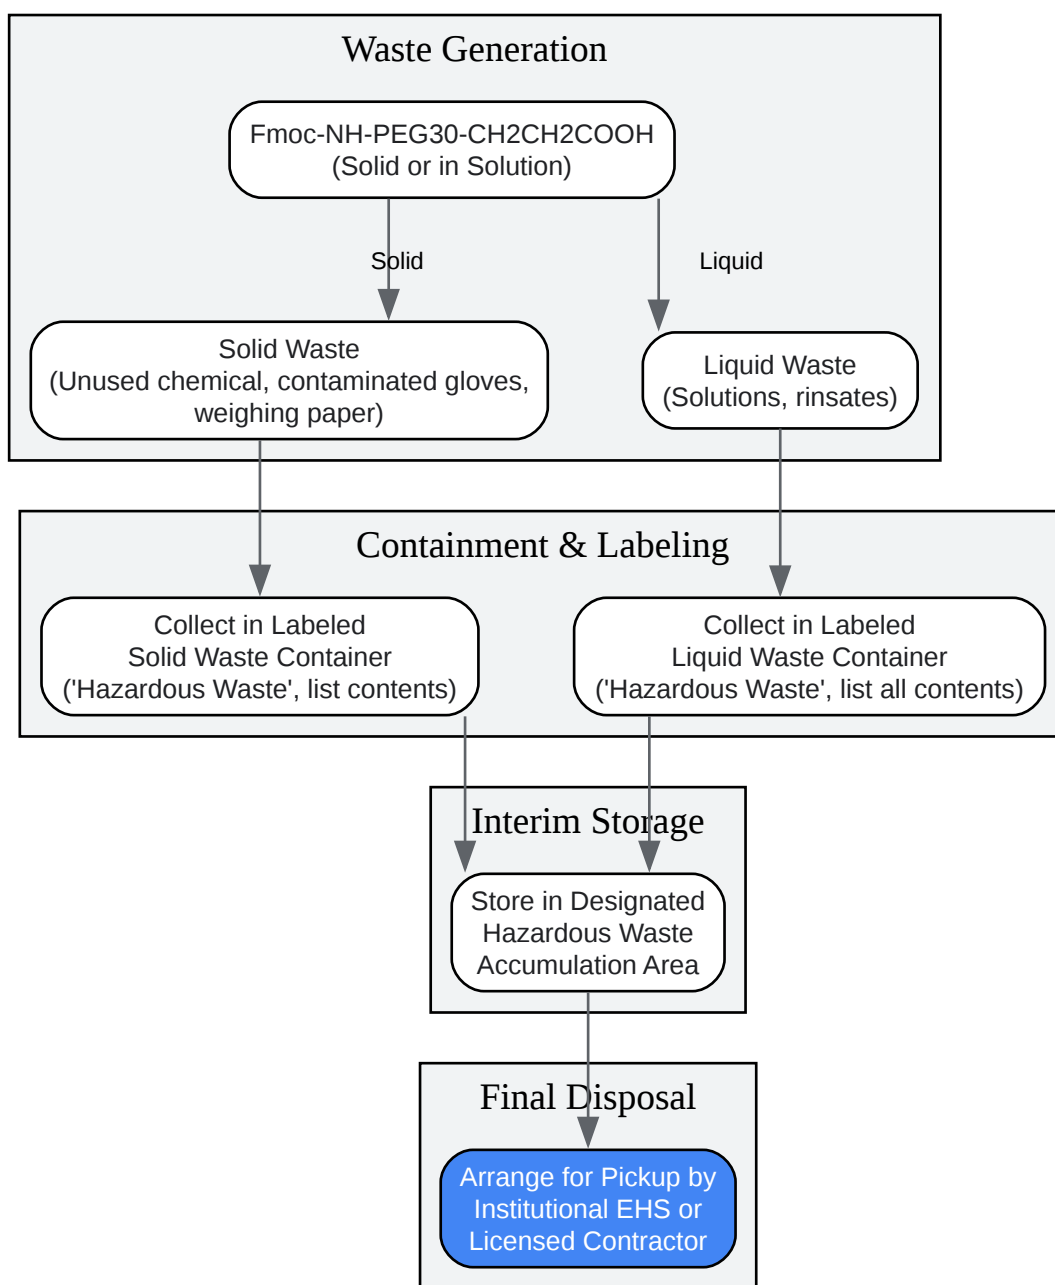 Waste Generation
Fmoc-NH-PEG30-CH2CH2COOH
(Solid or in Solution)
Solid
Liquid
Solid Waste
(Unused chemical, contaminated gloves,
weighing paper)
Liquid Waste
(Solutions, rinsates)
Containment & Labeling
Collect in Labeled
Solid Waste Container
('Hazardous Waste', list contents)
Collect in Labeled
Liquid Waste Container
('Hazardous Waste', list all contents)
Interim Storage
Store in Designated
Hazardous Waste
Accumulation Area
Final Disposal
Arrange for Pickup by
Institutional EHS or
Licensed Contractor